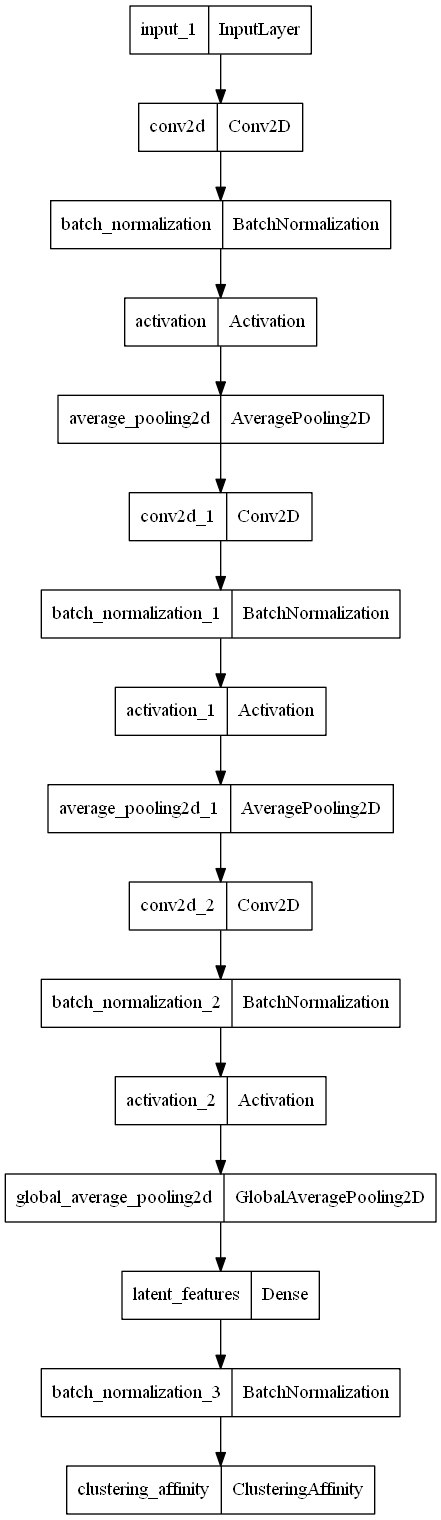 input_1 InputLayer
conv2d Conv2D
batch_normalization BatchNormalization
activation Activation
average_pooling2d AveragePooling2D
conv2d_1 Conv2D
batch_normalization_1 BatchNormalization
activation_1 Activation
average_pooling2d_1 AveragePooling2D
conv2d_2 Conv2D
batch_normalization_2 BatchNormalization
activation_2 Activation
global_average_pooling2d GlobalAveragePooling2D
latent_features Dense
batch_normalization_3 BatchNormalization
clustering_affinity ClusteringAffinity